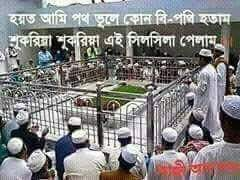 হয়ত আমি পথ ভুলে কোন বি-পথি হতাম
শুকরিয়া শুকরিয়া এই সিলসিলা পেলাম